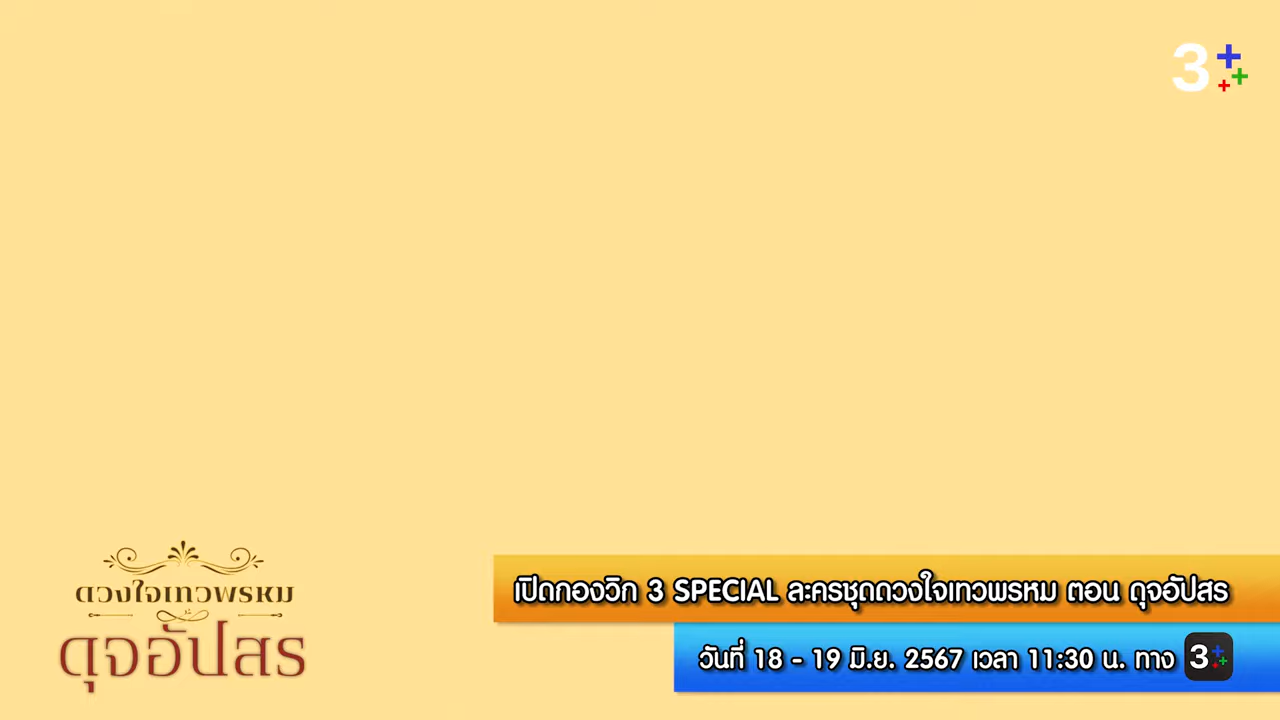 3+
ดวงใจเทวพรหม
ดุจอัปสร
เปิดกองวิก 3 SPECIAL ละครชุดดวงใจเทวพรหม ตอน ดุจอัปสร
วันที่ 18 - 19 มิ.ย. 2567 เวลา 11:30 น. ทาง 3+